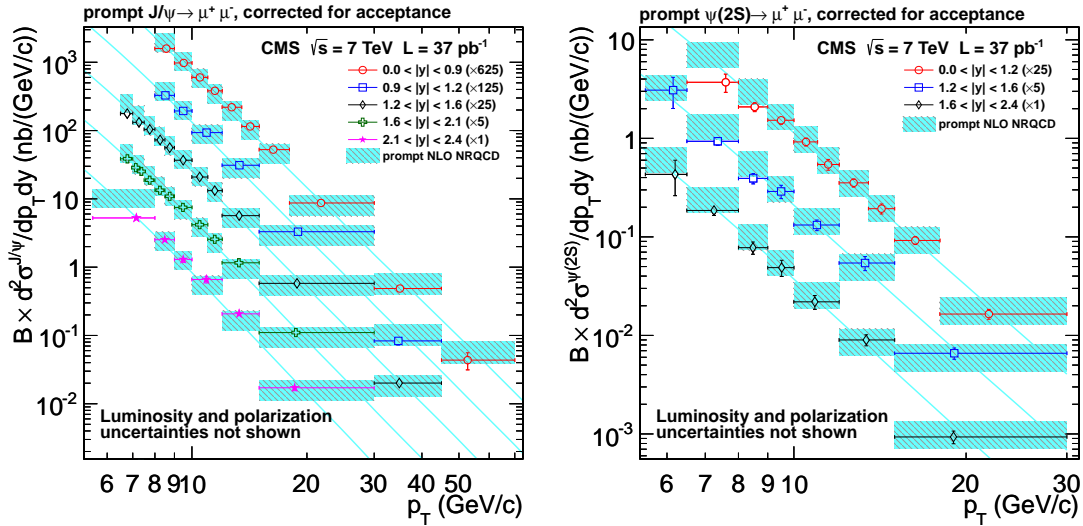 prompt J/ψ→ μ⁺ μ⁻, corrected for acceptance
B × d²σ^{J/ψ}/dp_T dy (nb/(GeV/c))
CMS √s = 7 TeV L = 37 pb⁻¹
0.0 < |y| < 0.9 (×625)
0.9 < |y| < 1.2 (×125)
1.2 < |y| < 1.6 (×25)
1.6 < |y| < 2.1 (×5)
2.1 < |y| < 2.4 (×1)
prompt NLO NRQCD
10³
10²
10
1
10⁻¹
10⁻²
Luminosity and polarization
uncertainties not shown
6 7 8 9 10 20 30 40 50
p_T (GeV/c)
prompt ψ(2S)→ μ⁺ μ⁻, corrected for acceptance
B × d²σ^{ψ(2S)}/dp_T dy (nb/(GeV/c))
CMS √s = 7 TeV L = 37 pb⁻¹
0.0 < |y| < 1.2 (×25)
1.2 < |y| < 1.6 (×5)
1.6 < |y| < 2.4 (×1)
prompt NLO NRQCD
10
1
10⁻¹
10⁻²
10⁻³
Luminosity and polarization
uncertainties not shown
6 7 8 9 10 20 30
p_T (GeV/c)